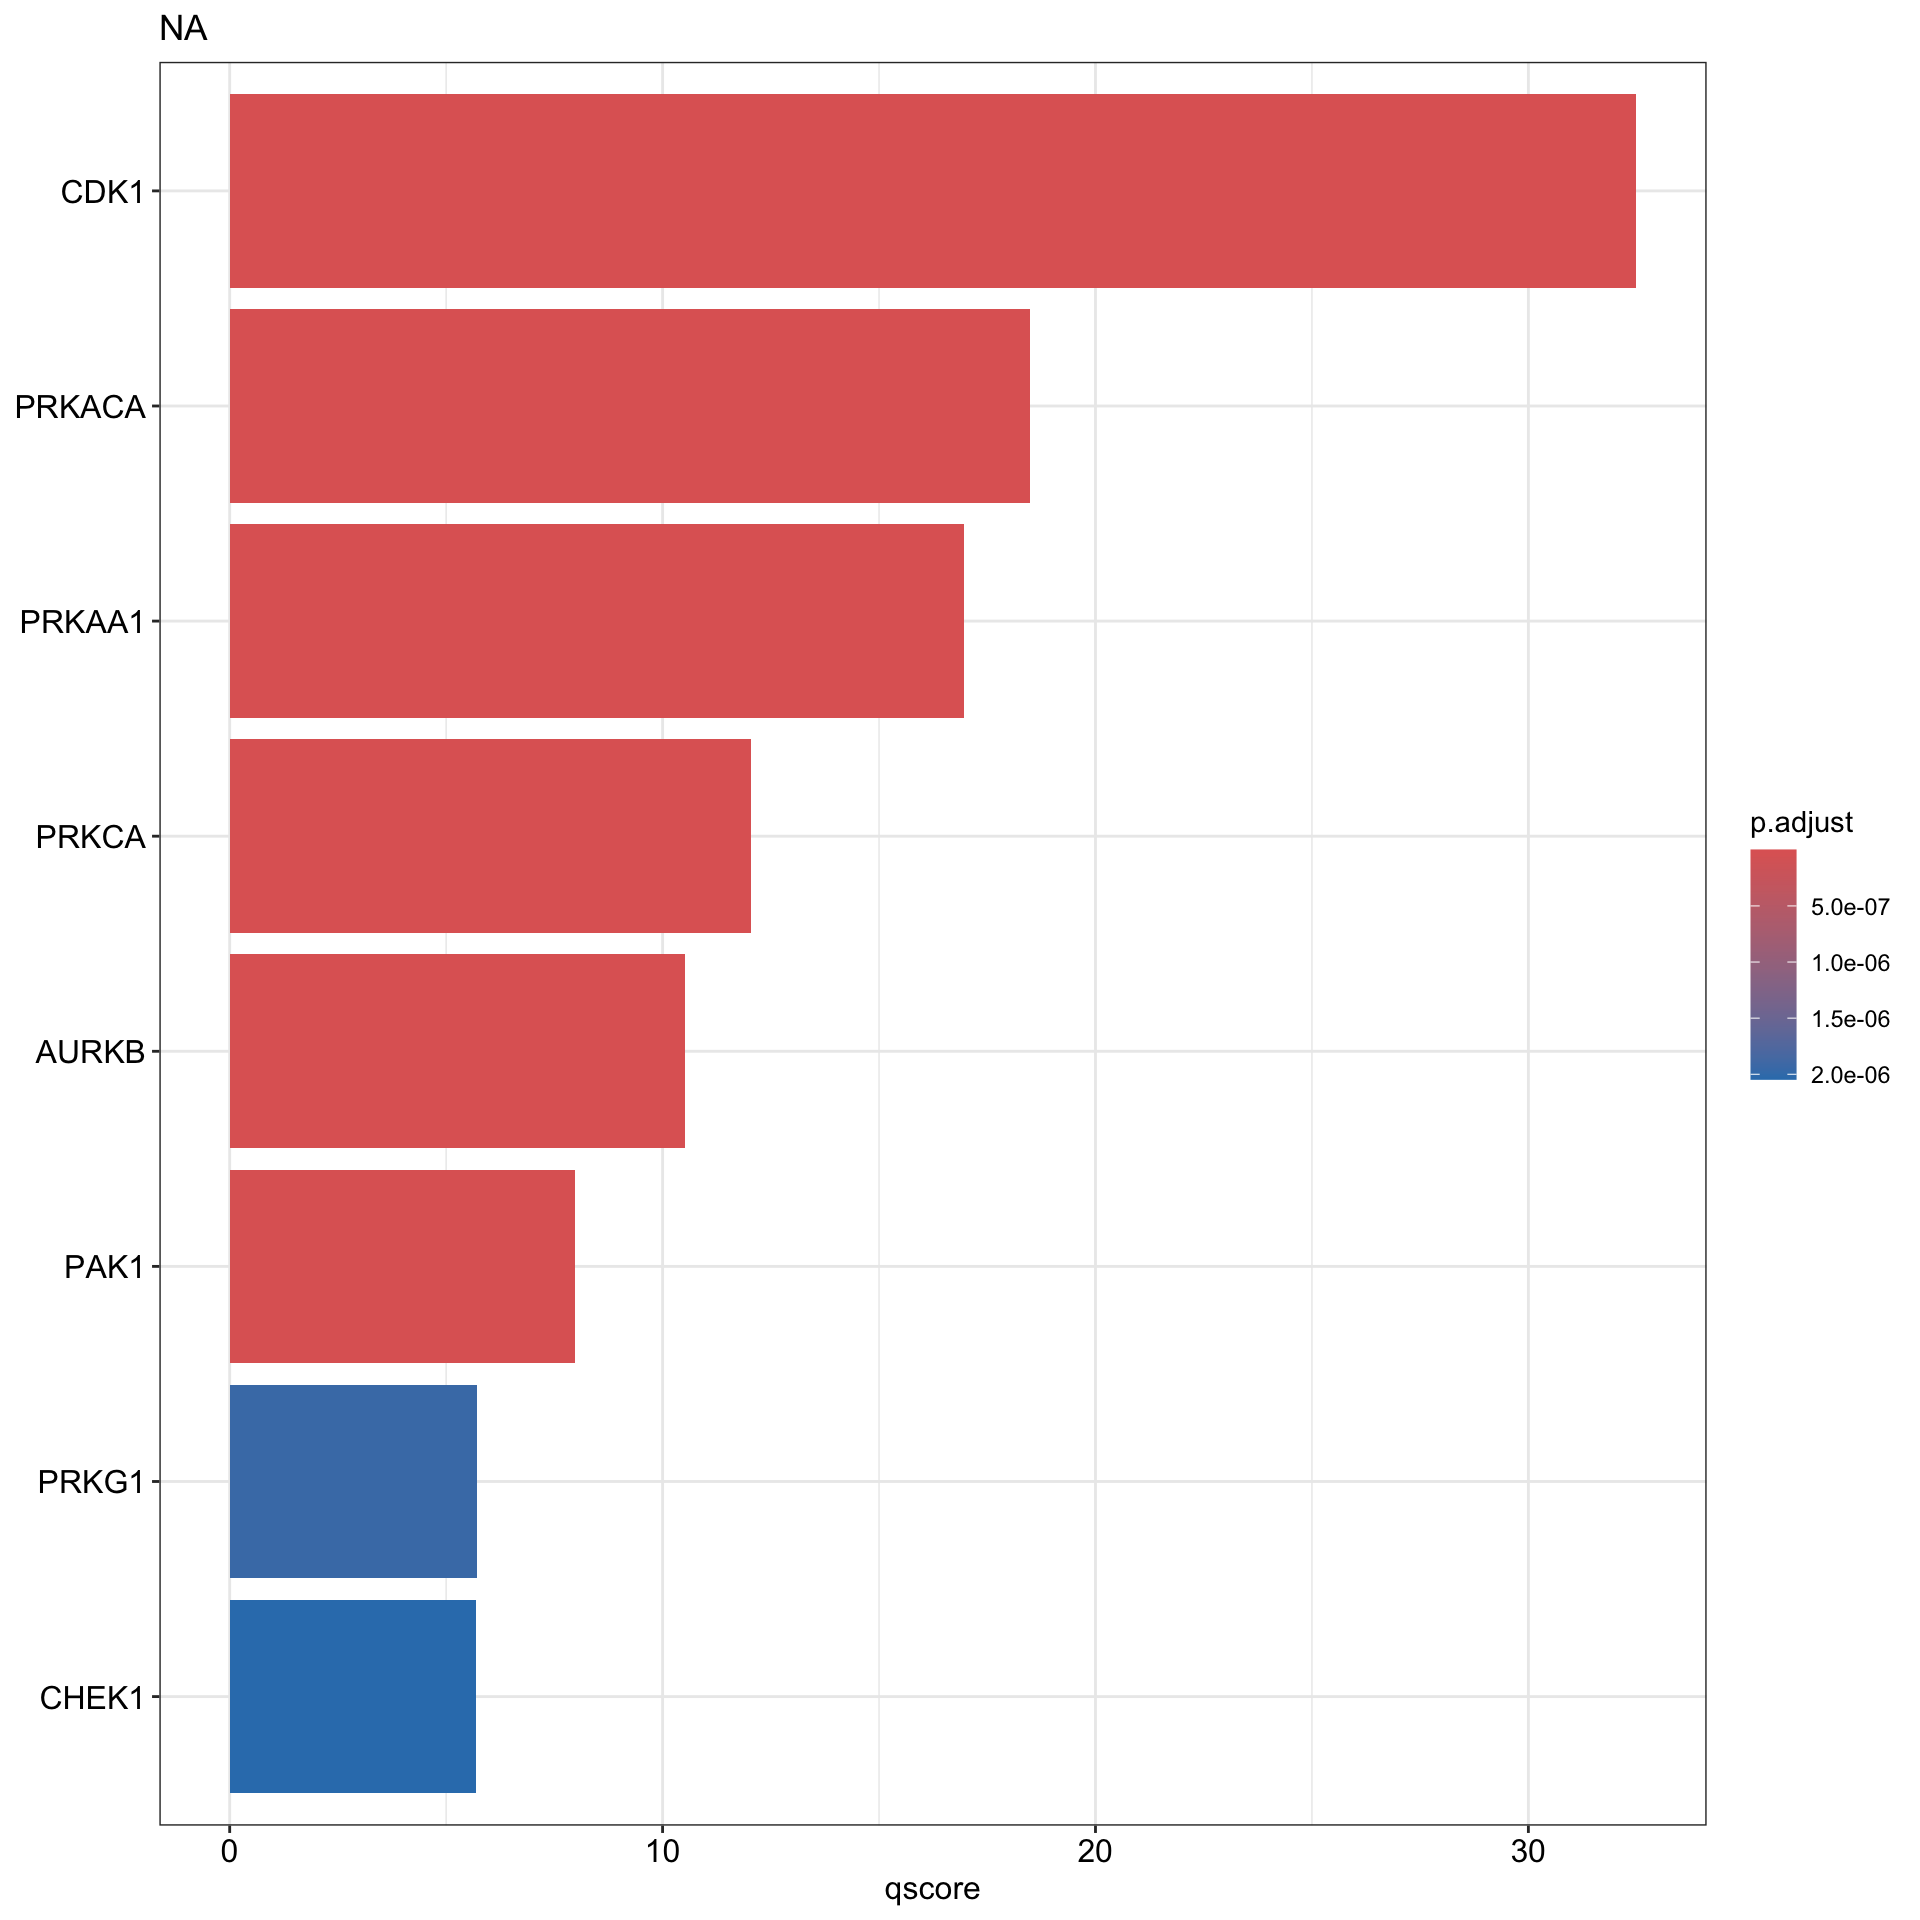 NA
CDK1
PRKACA
PRKAA1
PRKCA
AURKB
PAK1
PRKG1
CHEK1
0 10 20 30
qscore
p.adjust
5.0e-07
1.0e-06
1.5e-06
2.0e-06